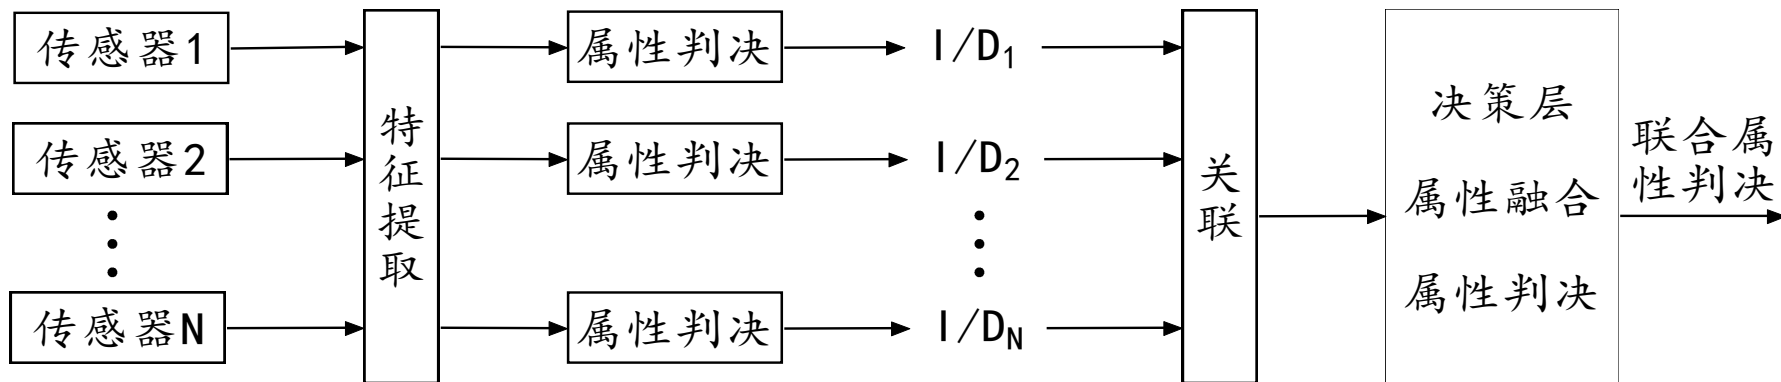 传感器1
属性判决
I/D₁
传感器2
属性判决
I/D₂
传感器N
属性判决
I/D_N
特征提取
关联
决策层
属性融合
属性判决
联合属
性判决